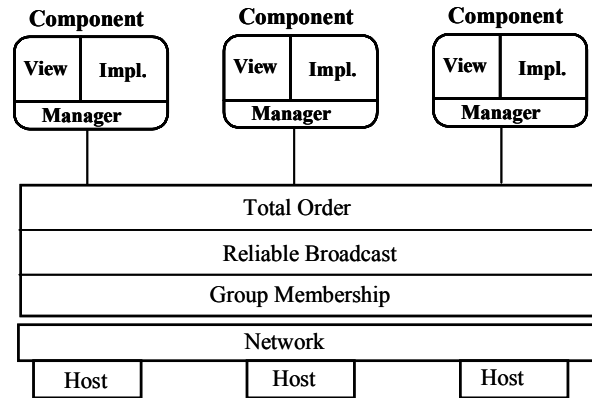 Component Component Component
View Impl. View Impl. View Impl.
Manager Manager Manager
Total Order
Reliable Broadcast
Group Membership
Network
Host Host Host